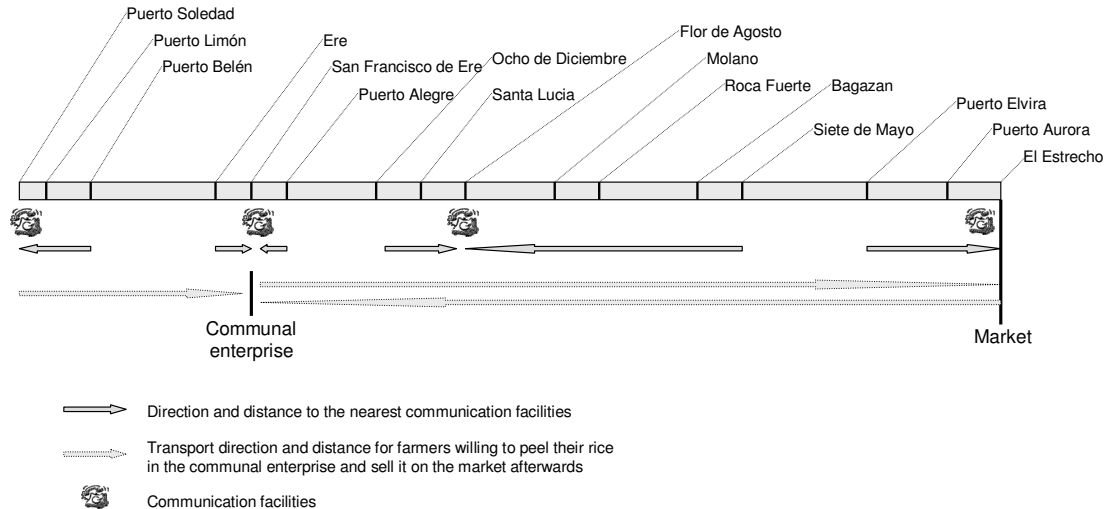 Puerto Soledad
Puerto Limón
Puerto Belén
Ere
San Francisco de Ere
Puerto Alegre
Ocho de Diciembre
Santa Lucia
Flor de Agosto
Molano
Roca Fuerte
Bagazan
Siete de Mayo
Puerto Elvira
Puerto Aurora
El Estrecho
Communal
enterprise
Market
Direction and distance to the nearest communication facilities
Transport direction and distance for farmers willing to peel their rice
in the communal enterprise and sell it on the market afterwards
Communication facilities